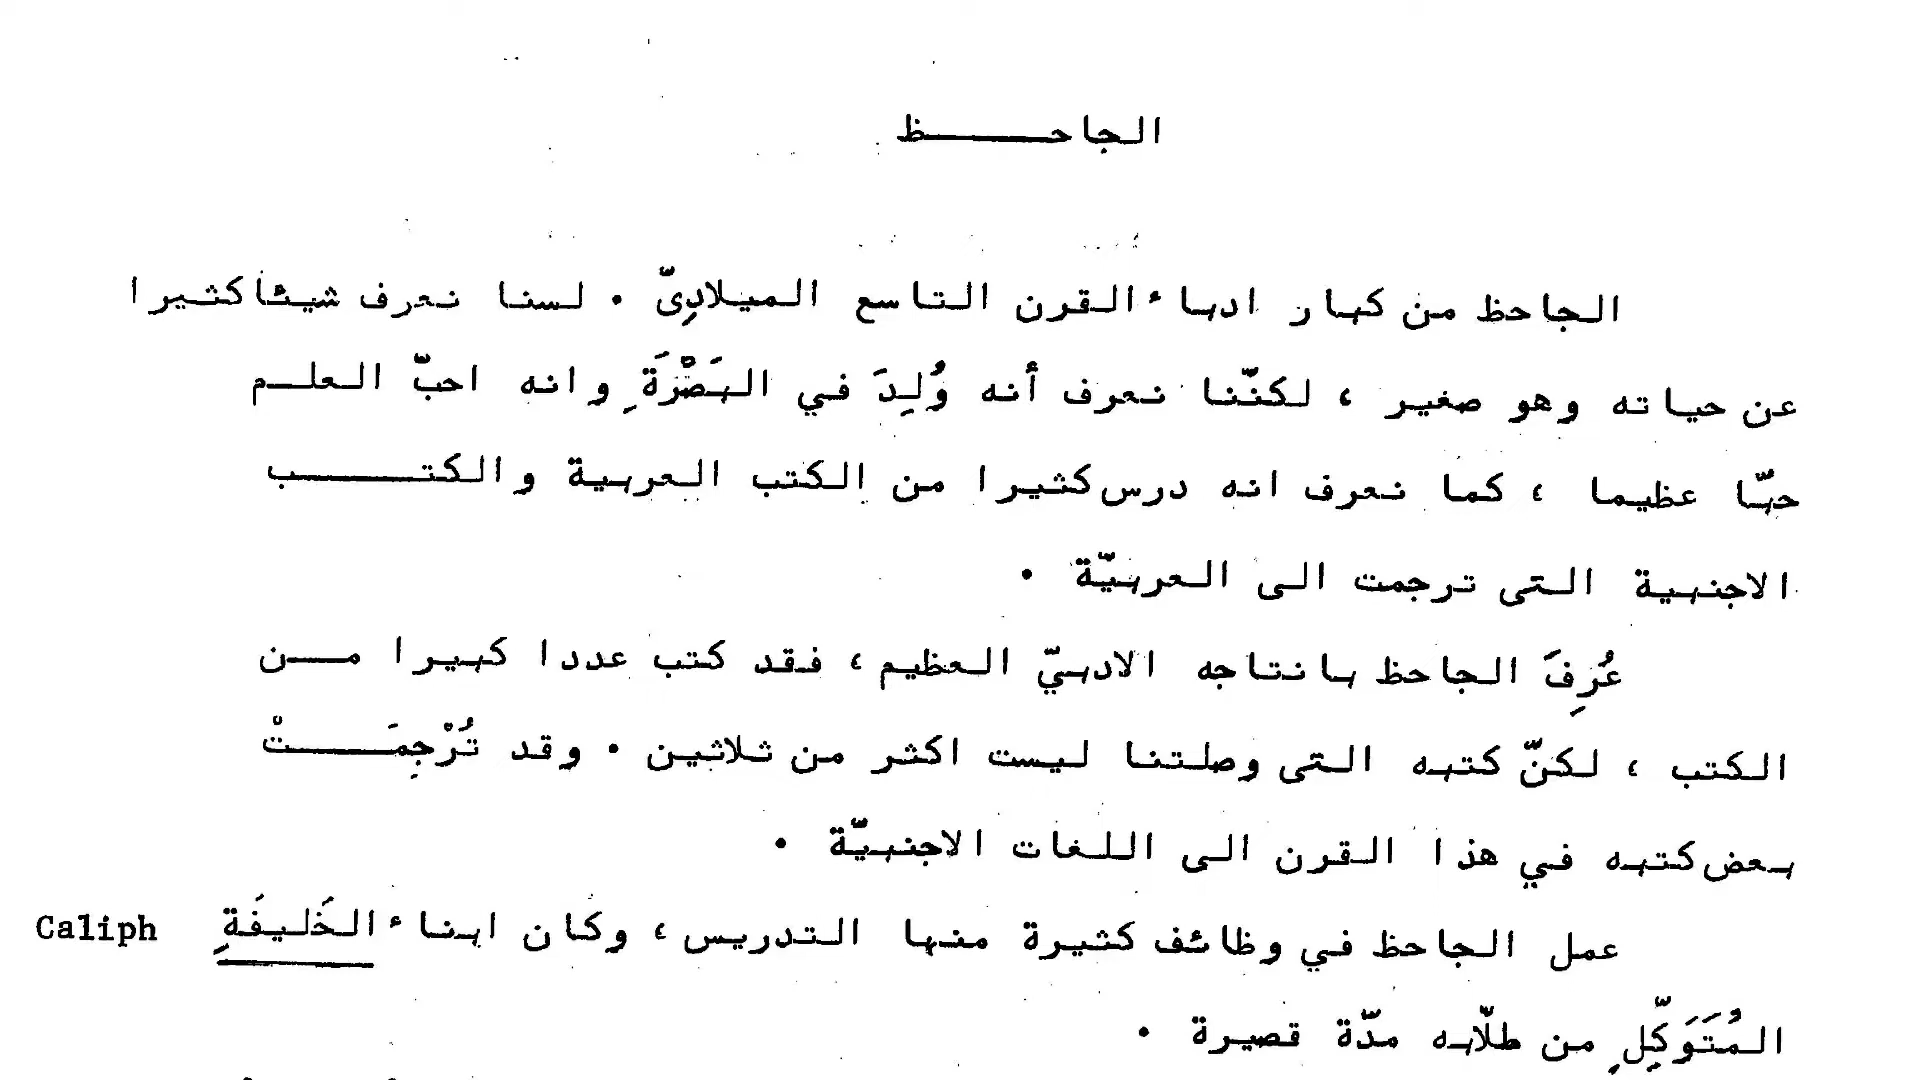 الجاحظ
الجاحظ من كبار ادباء القرن التاسع الميلادِىّ . لسنا نعرف شيئا كثيرا
عن حياته وهو صغير ، لكنّنا نعرف أنه وُلِدَ في البَصْرَةِ وانه احبّ العلم
حبّا عظيما ، كما نعرف انه درس كثيرا من الكتب العربية والكتب
الاجنبية التى ترجمت الى العربيّة .
عُرِفَ الجاحظ بانتاجه الادبيّ العظيم ، فقد كتب عددا كبيرا من
الكتب ، لكنّ كتبه التى وصلتنا ليست اكثر من ثلاثين . وقد تُرْجِمَتْ
بعض كتبه في هذا القرن الى اللغات الاجنبيّة .
عمل الجاحظ في وظائف كثيرة منها التدريس ، وكان ابناء الخَليفَةِ Caliph
المُتَوَكِّلِ من طلّابه مدّة قصيرة .